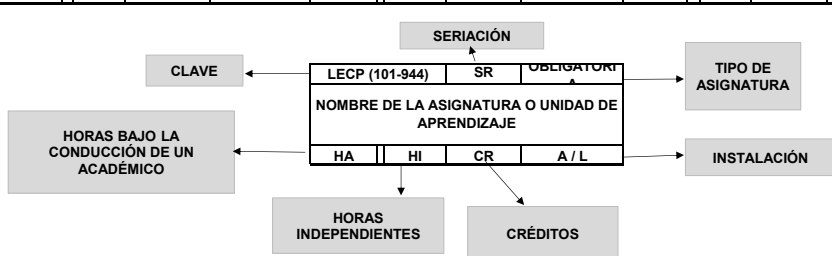 SERIACIÓN
CLAVE
LECP (101-944) SR OBLIGATORI
A
TIPO DE
ASIGNATURA
NOMBRE DE LA ASIGNATURA O UNIDAD DE
APRENDIZAJE
HORAS BAJO LA
CONDUCCIÓN DE UN
ACADÉMICO
HA HI CR A / L
INSTALACIÓN
HORAS
INDEPENDIENTES
CRÉDITOS